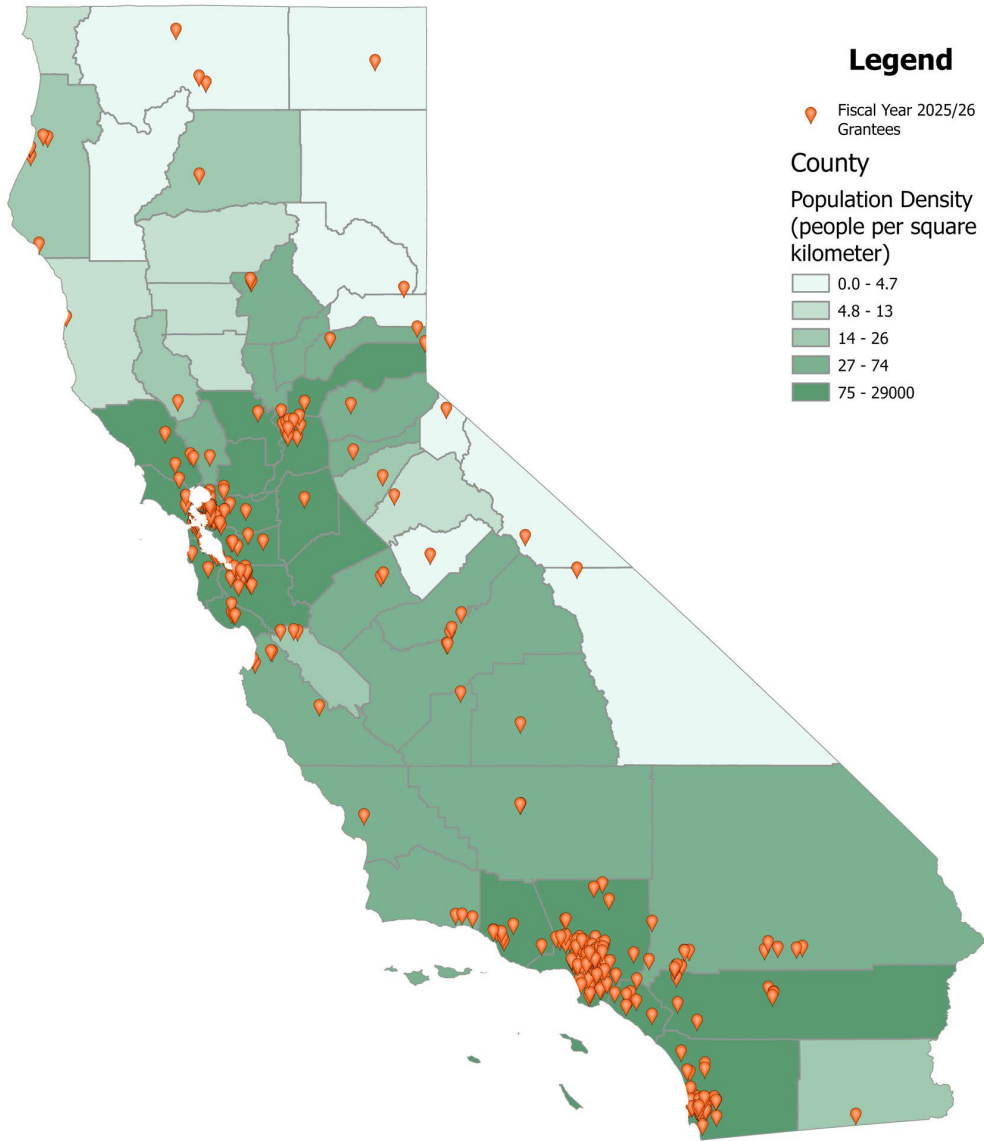 Legend
Fiscal Year 2025/26
Grantees
County
Population Density
(people per square
kilometer)
0.0 - 4.7
4.8 - 13
14 - 26
27 - 74
75 - 29000